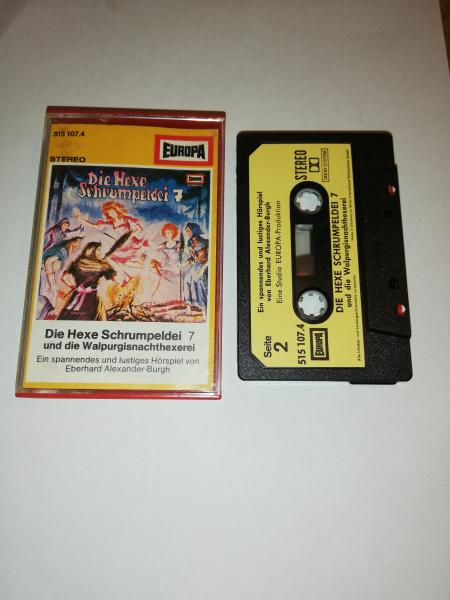 515 107.4
EUROPA
STEREO
Die Hexe
Schrumpeldei 7
Die Hexe Schrumpeldei 7
und die Walpurgisnachthexerei
Ein spannendes und lustiges Hörspiel von
Eberhard Alexander-Burgh
Ein spannendes und lustiges Hörspiel
von Eberhard Alexander-Burgh
Eine Studio EUROPA-Produktion
Seite 2
515 107.4
STEREO
DOLBY SYSTEM
DIE HEXE SCHRUMPELDEI 7
und die Walpurgisnachthexerei
EUROPA